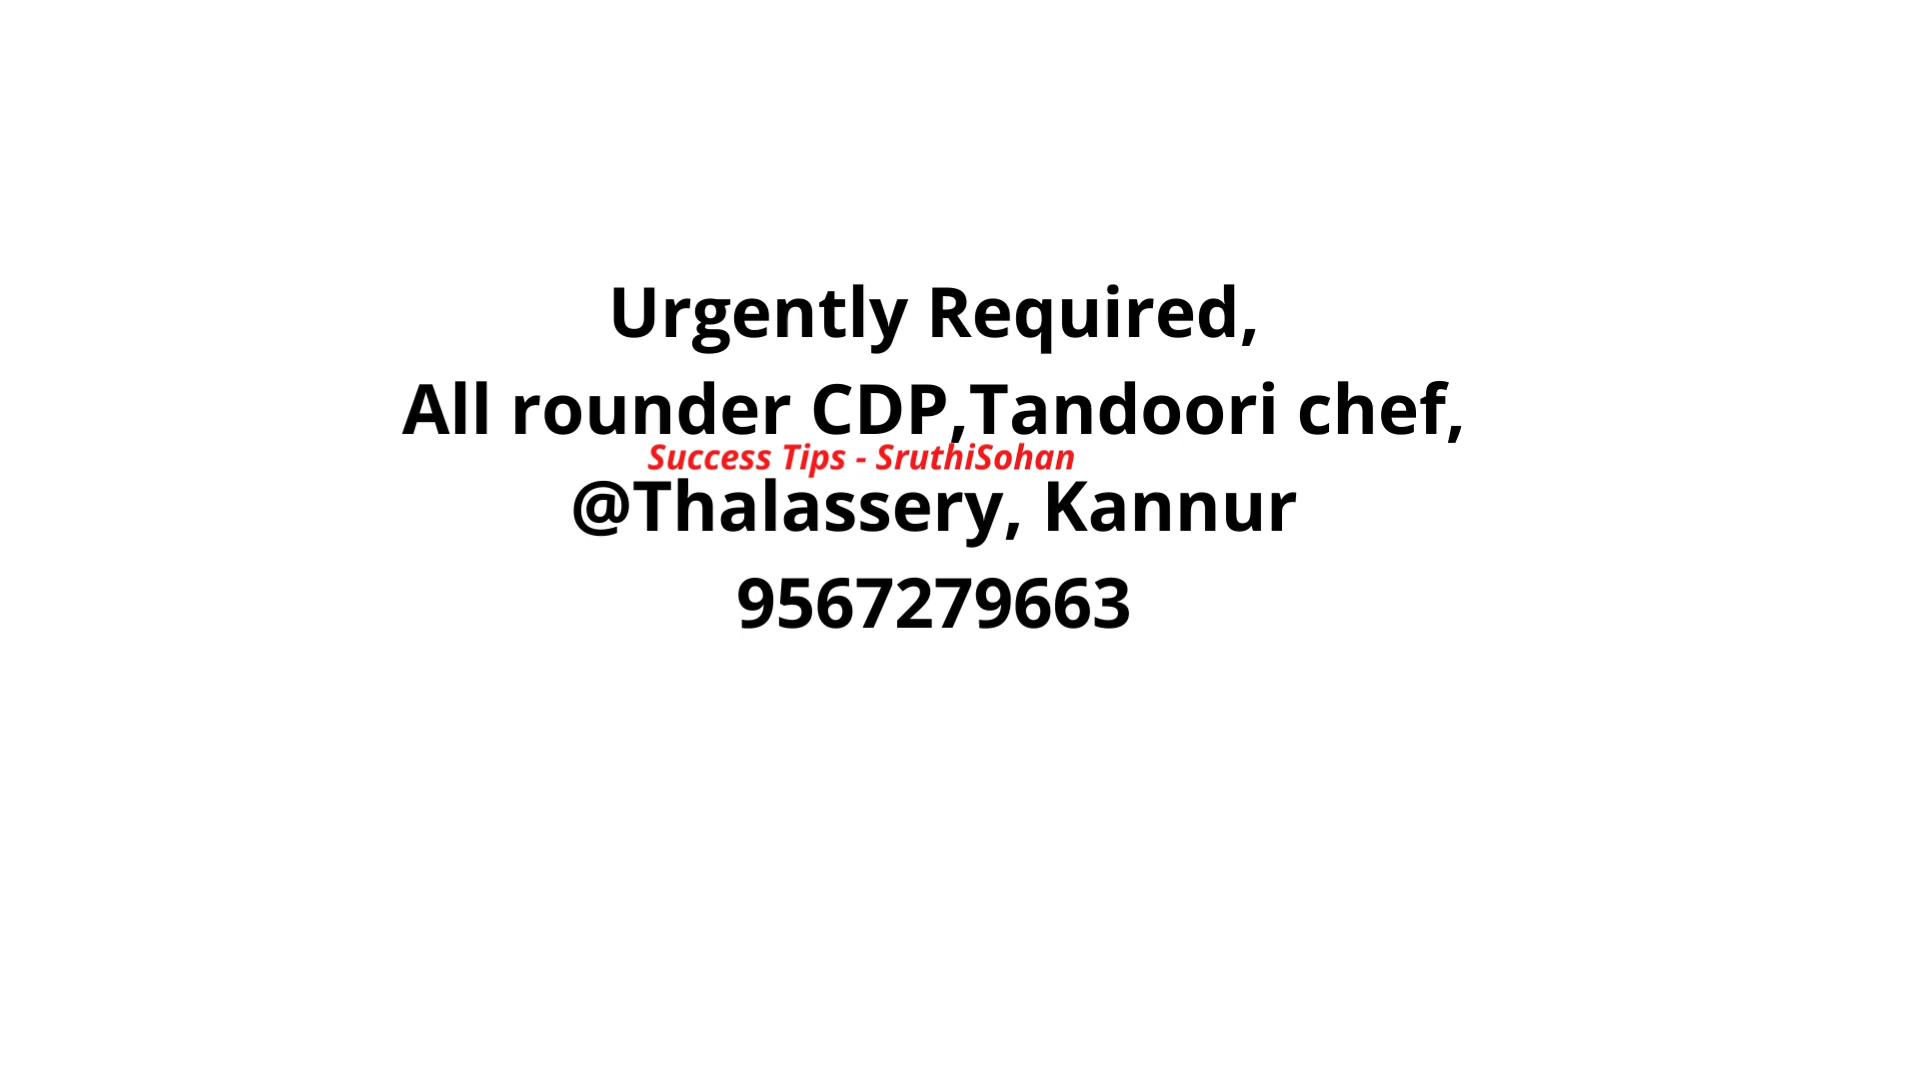 Urgently Required,
All rounder CDP,Tandoori chef,
Success Tips - SruthiSohan
@Thalassery, Kannur
9567279663